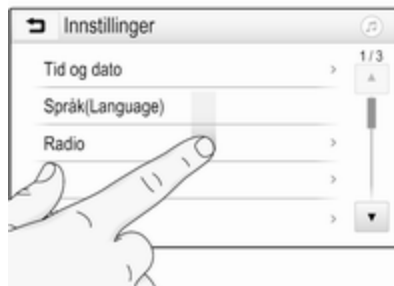 Innstillinger
1/3
Tid og dato
Språk(Language)
Radio